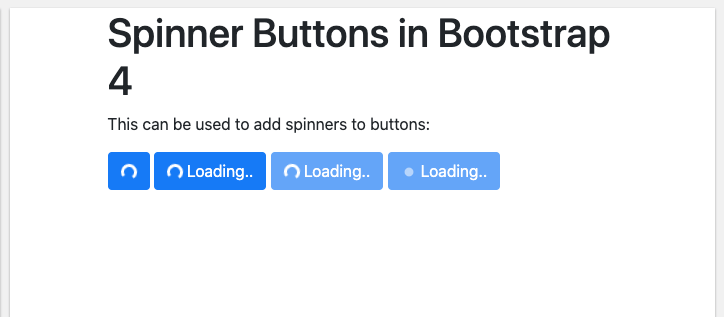 Spinner Buttons in Bootstrap
4
This can be used to add spinners to buttons:
Loading.. Loading.. Loading..